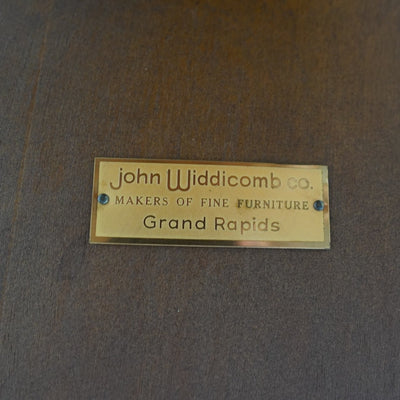 john Widdicomb co.
MAKERS OF FINE FURNITURE
Grand Rapids